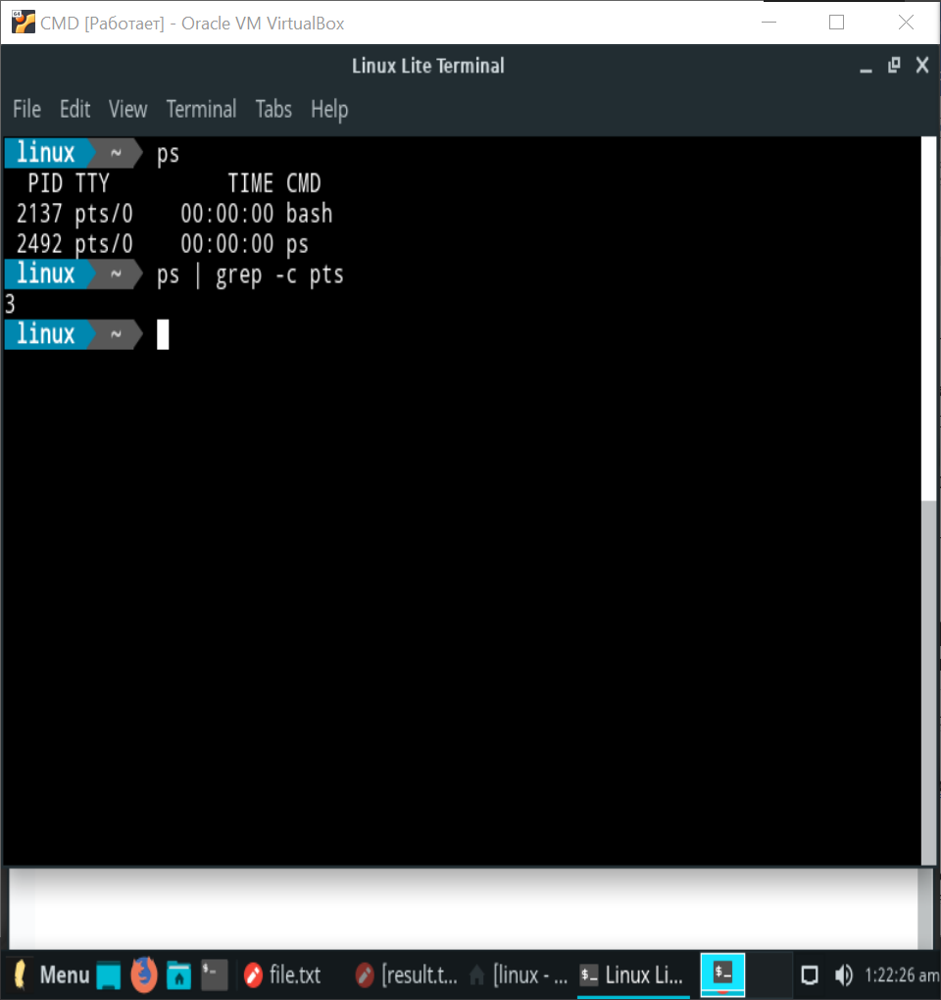 CMD [Работает] - Oracle VM VirtualBox
Linux Lite Terminal
File Edit View Terminal Tabs Help
linux ~ ps
PID TTY TIME CMD
2137 pts/0 00:00:00 bash
2492 pts/0 00:00:00 ps
linux ~ ps | grep -c pts
3
linux ~
Menu $_ file.txt [result.t... [linux - ... $_ Linux Li... $_ 1:22:26 am